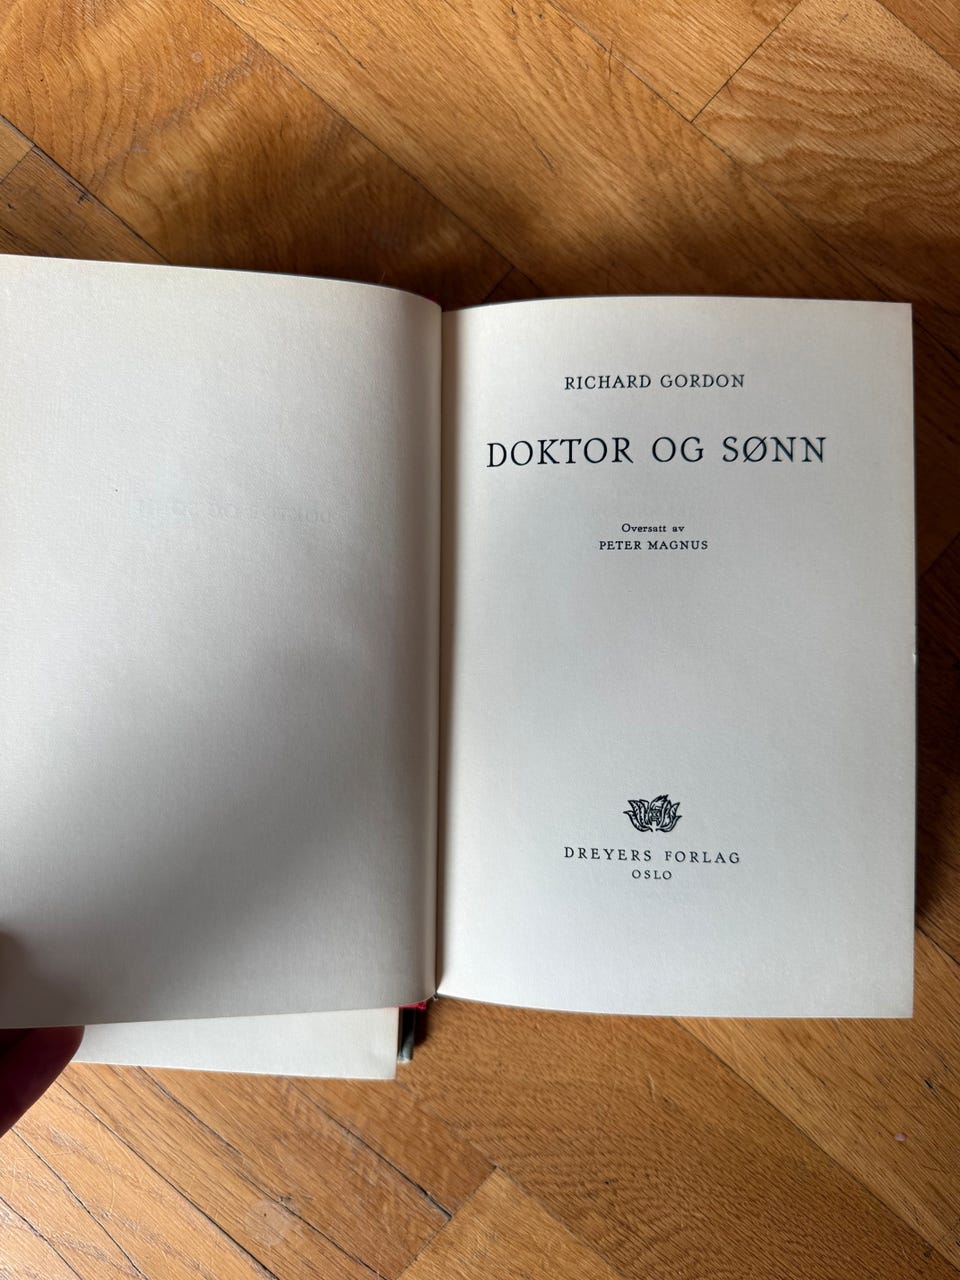 RICHARD GORDON
DOKTOR OG SØNN
Oversatt av
PETER MAGNUS
DREYERS FORLAG
OSLO